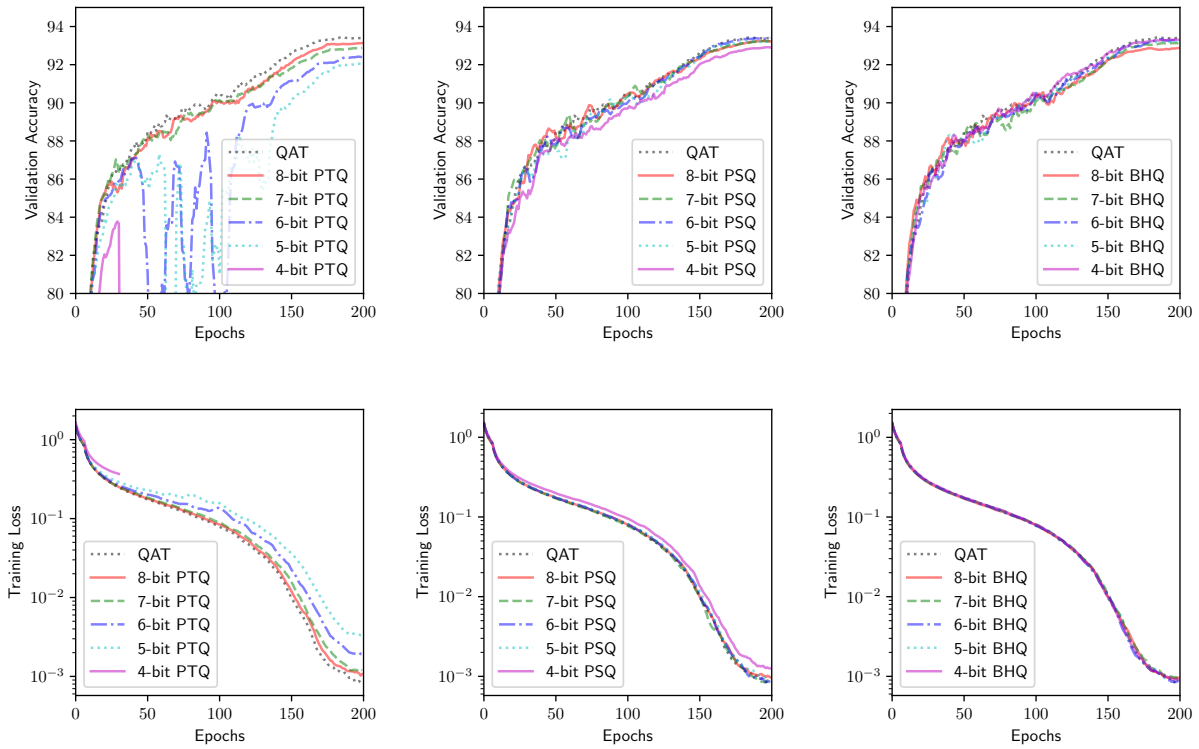 94
92
90
88
86
84
82
80
Validation Accuracy
QAT
8-bit PTQ
7-bit PTQ
6-bit PTQ
5-bit PTQ
4-bit PTQ
0 50 100 150 200
Epochs
94
92
90
88
86
84
82
80
Validation Accuracy
QAT
8-bit PSQ
7-bit PSQ
6-bit PSQ
5-bit PSQ
4-bit PSQ
0 50 100 150 200
Epochs
94
92
90
88
86
84
82
80
Validation Accuracy
QAT
8-bit BHQ
7-bit BHQ
6-bit BHQ
5-bit BHQ
4-bit BHQ
0 50 100 150 200
Epochs
10⁰
10⁻¹
10⁻²
10⁻³
Training Loss
QAT
8-bit PTQ
7-bit PTQ
6-bit PTQ
5-bit PTQ
4-bit PTQ
0 50 100 150 200
Epochs
10⁰
10⁻¹
10⁻²
10⁻³
Training Loss
QAT
8-bit PSQ
7-bit PSQ
6-bit PSQ
5-bit PSQ
4-bit PSQ
0 50 100 150 200
Epochs
10⁰
10⁻¹
10⁻²
10⁻³
Training Loss
QAT
8-bit BHQ
7-bit BHQ
6-bit BHQ
5-bit BHQ
4-bit BHQ
0 50 100 150 200
Epochs